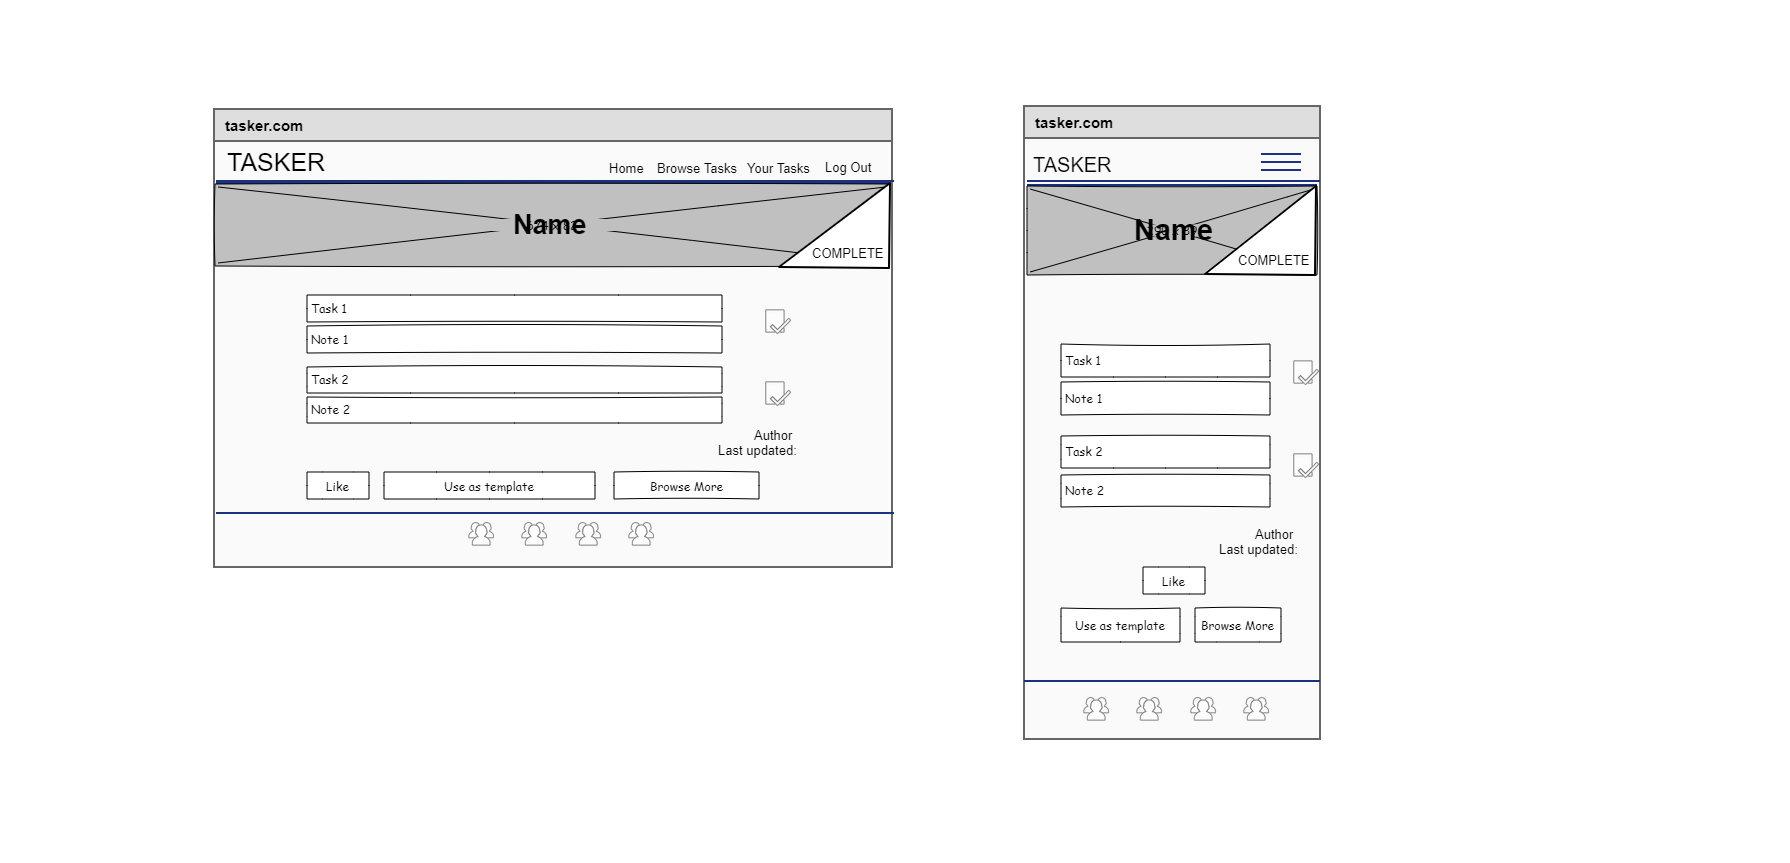 tasker.com
TASKER
Home Browse Tasks Your Tasks Log Out
Name
COMPLETE
Task 1
Note 1
Task 2
Note 2
Author
Last updated:
Like Use as template Browse More
tasker.com
TASKER
Name
COMPLETE
Task 1
Note 1
Task 2
Note 2
Author
Last updated:
Like
Use as template Browse More